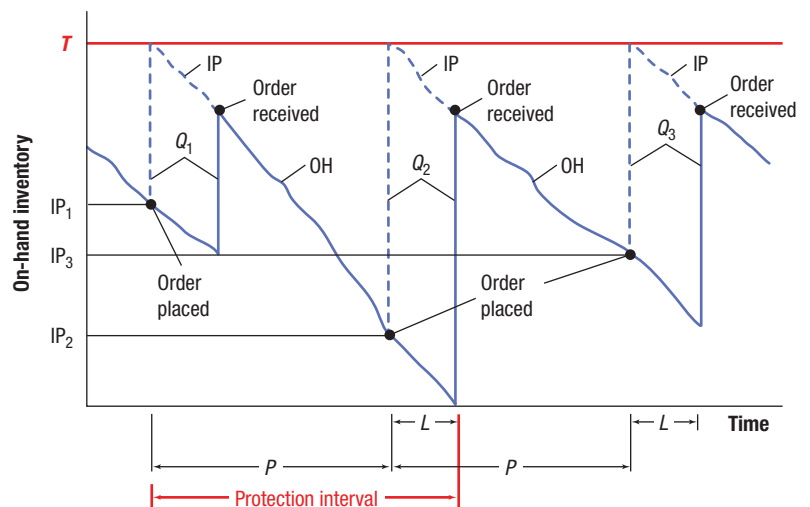 T
IP
IP
IP
Order
received
Order
received
Order
received
Q1
Q2
Q3
OH
OH
On-hand inventory
IP1
IP3
IP2
Order
placed
Order
placed
L
L
Time
P
P
Protection interval